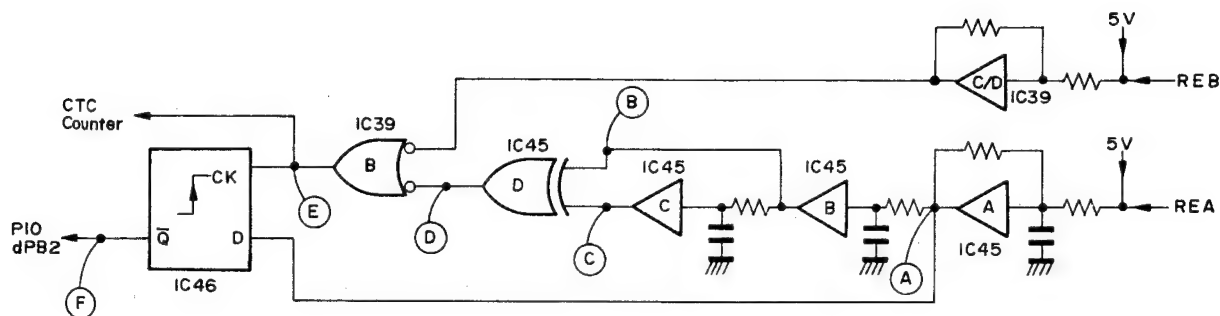 5V
REB
C/D
IC39
B
CTC
Counter
IC39
B
IC45
D
IC45
C
IC45
B
5V
REA
A
IC45
CK
E
D
C
A
PIO
dPB2
Q̄
D
IC46
F